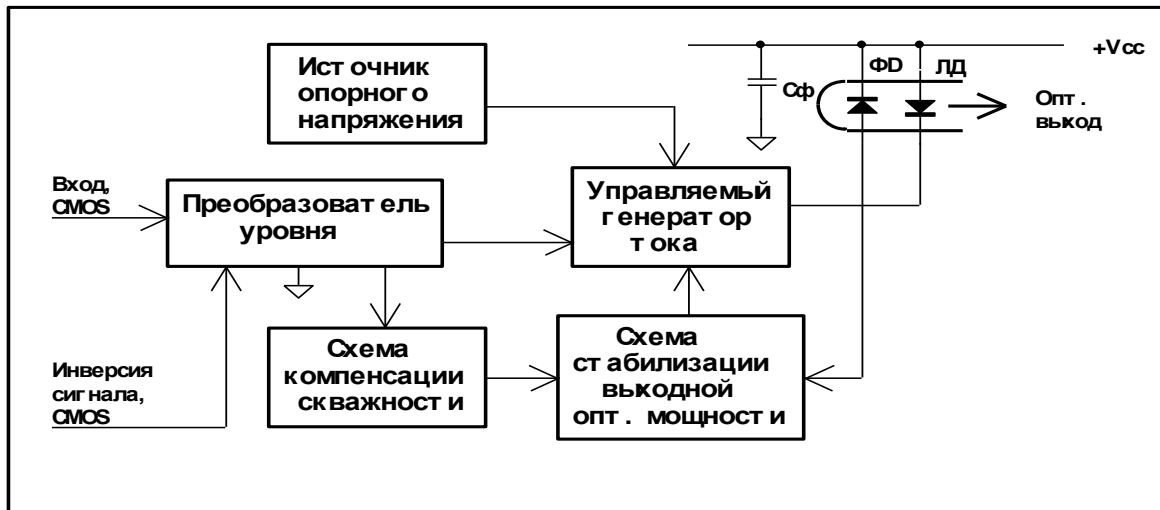 Источник
опорного
напряжения
+Vcc
ФD
ЛД
Cф
Опт.
выход
Вход,
CMOS
Преобразователь
уровня
Управляемый
генератор
тока
Инверсия
сигнала,
CMOS
Схема
компенсации
скважности
Схема
стабилизации
выходной
опт. мощности